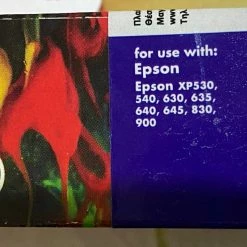 for use with:
Epson
Epson XP530,
540, 630, 635,
640, 645, 830,
900